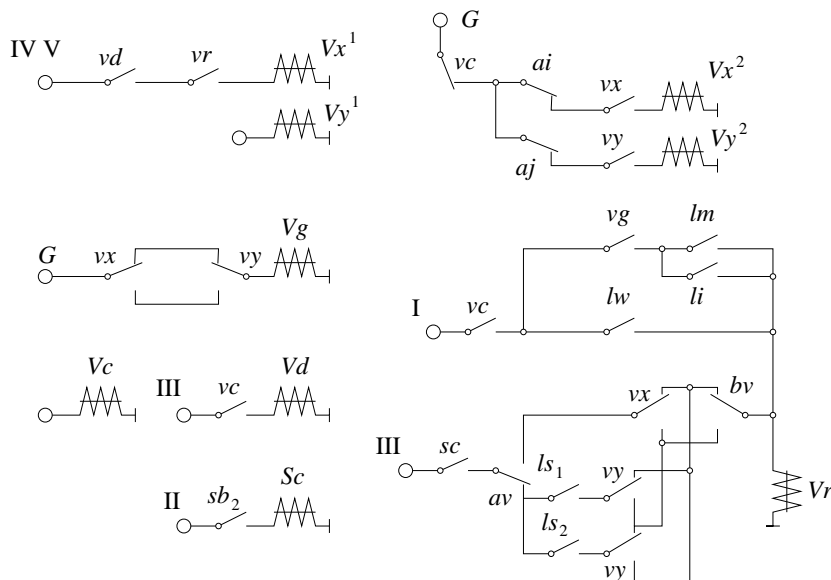 IV V vd vr Vx¹
Vy¹
G
vc ai vx Vx²
aj vy Vy²
G vx vy Vg
vg lm
li
I vc lw
Vc
III vc Vd
vx bv
III sc ls₁ vy
av ls₂ vy
II sb₂ Sc